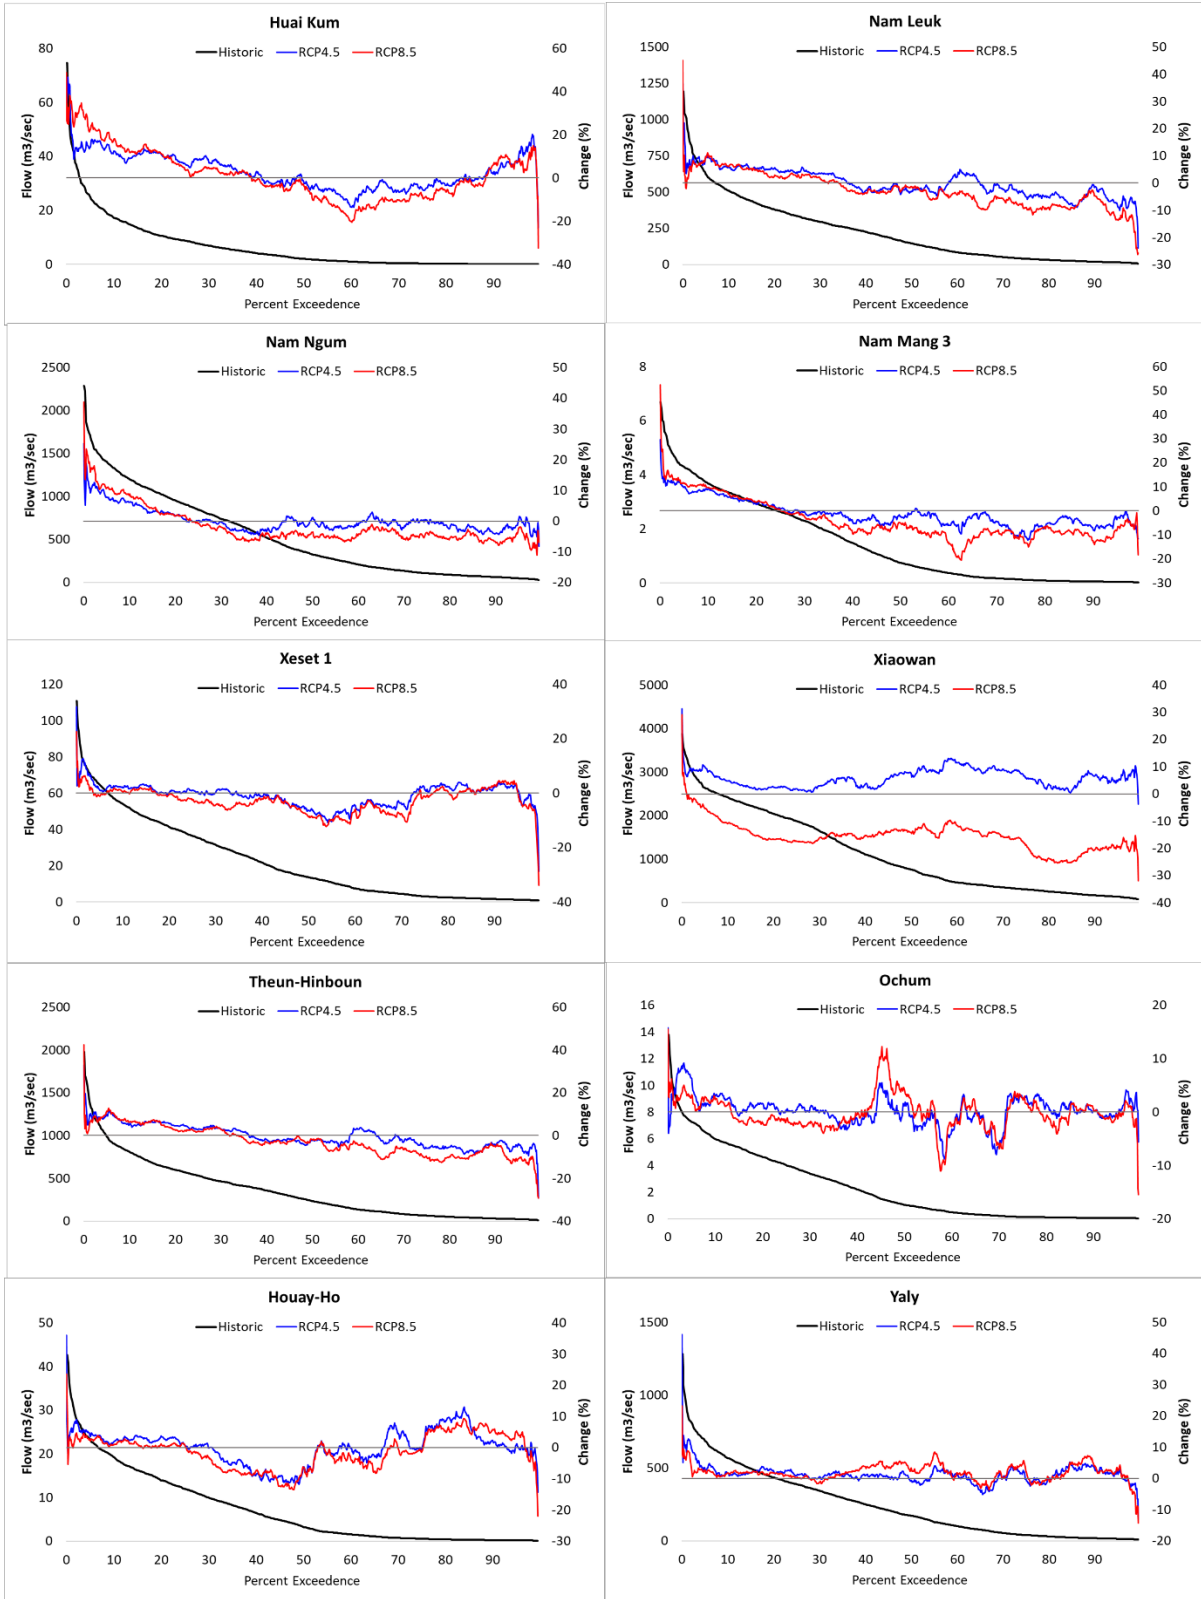 Huai Kum
Historic RCP4.5 RCP8.5
80 60 40 20 0
Flow (m3/sec)
60 40 20 0 -20 -40
Change (%)
0 10 20 30 40 50 60 70 80 90
Percent Exceedence
Nam Leuk
Historic RCP4.5 RCP8.5
1500 1250 1000 750 500 250 0
Flow (m3/sec)
50 40 30 20 10 0 -10 -20 -30
Change (%)
0 10 20 30 40 50 60 70 80 90
Percent Exceedence
Nam Ngum
Historic RCP4.5 RCP8.5
2500 2000 1500 1000 500 0
Flow (m3/sec)
50 40 30 20 10 0 -10 -20
Change (%)
0 10 20 30 40 50 60 70 80 90
Percent Exceedence
Nam Mang 3
Historic RCP4.5 RCP8.5
8 6 4 2 0
Flow (m3/sec)
60 50 40 30 20 10 0 -10 -20 -30
Change (%)
0 10 20 30 40 50 60 70 80 90
Percent Exceedence
Xeset 1
Historic RCP4.5 RCP8.5
120 100 80 60 40 20 0
Flow (m3/sec)
40 20 0 -20 -40
Change (%)
0 10 20 30 40 50 60 70 80 90
Percent Exceedence
Xiaowan
Historic RCP4.5 RCP8.5
5000 4000 3000 2000 1000 0
Flow (m3/sec)
40 30 20 10 0 -10 -20 -30 -40
Change (%)
0 10 20 30 40 50 60 70 80 90
Percent Exceedence
Theun-Hinboun
Historic RCP4.5 RCP8.5
2500 2000 1500 1000 500 0
Flow (m3/sec)
60 40 20 0 -20 -40
Change (%)
0 10 20 30 40 50 60 70 80 90
Percent Exceedence
Ochum
Historic RCP4.5 RCP8.5
16 14 12 10 8 6 4 2 0
Flow (m3/sec)
20 10 0 -10 -20
Change (%)
0 10 20 30 40 50 60 70 80 90
Percent Exceedence
Houay-Ho
Historic RCP4.5 RCP8.5
50 40 30 20 10 0
Flow (m3/sec)
40 30 20 10 0 -10 -20 -30
Change (%)
0 10 20 30 40 50 60 70 80 90
Percent Exceedence
Yaly
Historic RCP4.5 RCP8.5
1500 1000 500 0
Flow (m3/sec)
50 40 30 20 10 0 -10 -20
Change (%)
0 10 20 30 40 50 60 70 80 90
Percent Exceedence